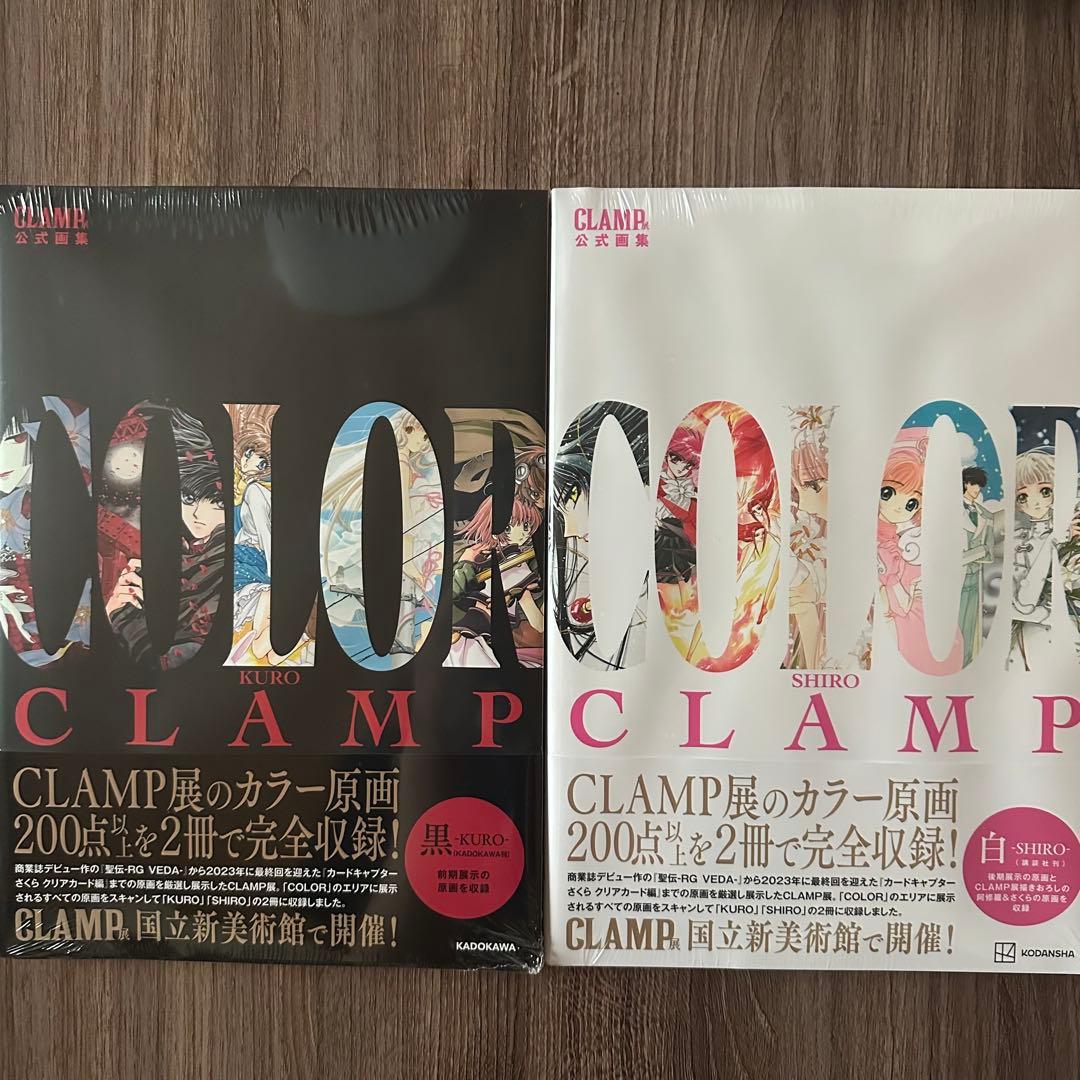 CLAMP展
公式画集
COLOR
KURO
CLAMP
CLAMP展のカラー原画
200点以上を2冊で完全収録!
商業誌デビュー作の『聖伝-RG VEDA-』から2023年に最終回を迎えた『カードキャプター
さくら クリアカード編』までの原画を厳選し展示したCLAMP展。「COLOR」のエリアに展示
されるすべての原画をスキャンして「KURO」「SHIRO」の2冊に収録しました。
CLAMP展 国立新美術館で開催!
黒-KURO-
(KADOKAWA刊)
前期展示の
原画を収録
KADOKAWA
CLAMP展
公式画集
COLOR
SHIRO
CLAMP
CLAMP展のカラー原画
200点以上を2冊で完全収録!
商業誌デビュー作の『聖伝-RG VEDA-』から2023年に最終回を迎えた『カードキャプター
さくら クリアカード編』までの原画を厳選し展示したCLAMP展。「COLOR」のエリアに展示
されるすべての原画をスキャンして「KURO」「SHIRO」の2冊に収録しました。
CLAMP展 国立新美術館で開催!
白-SHIRO-
(講談社刊)
後期展示の原画と
CLAMP展描きおろしの
阿修羅&さくらの原画を
収録
KODANSHA